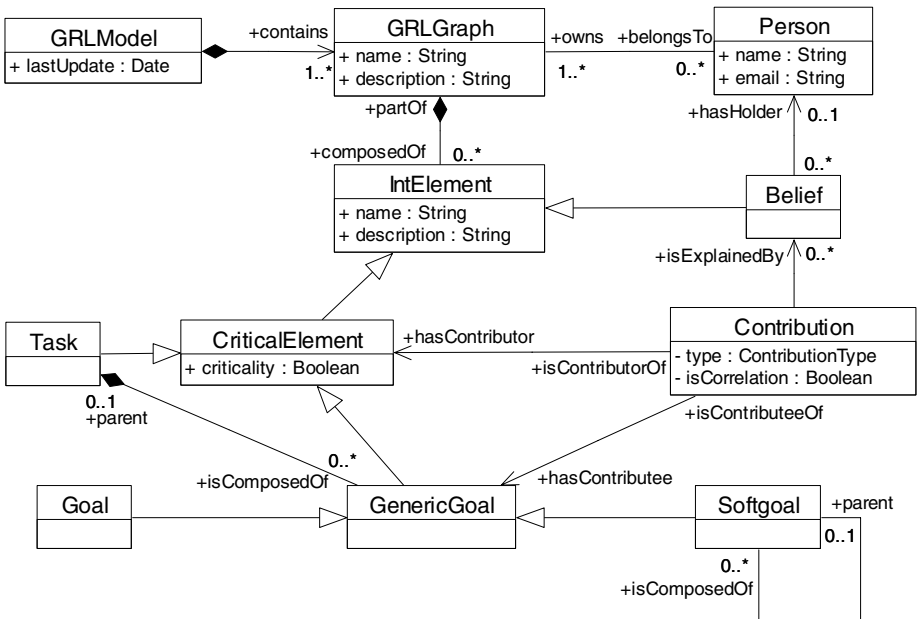 GRLModel
+ lastUpdate : Date
+contains
1..*
GRLGraph
+ name : String
+ description : String
+owns
1..*
+belongsTo
0..*
Person
+ name : String
+ email : String
+partOf
+composedOf
0..*
+hasHolder
0..1
0..*
IntElement
+ name : String
+ description : String
Belief
+isExplainedBy
0..*
Task
CriticalElement
+ criticality : Boolean
+hasContributor
+isContributorOf
Contribution
- type : ContributionType
- isCorrelation : Boolean
0..1
+parent
+isContributeeOf
0..*
+isComposedOf
+hasContributee
Goal
GenericGoal
Softgoal
+parent
0..1
0..*
+isComposedOf